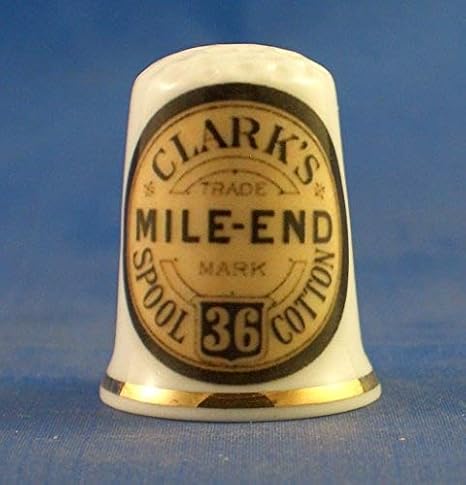 CLARK'S
TRADE
MILE-END
MARK
SPOOL 36 COTTON